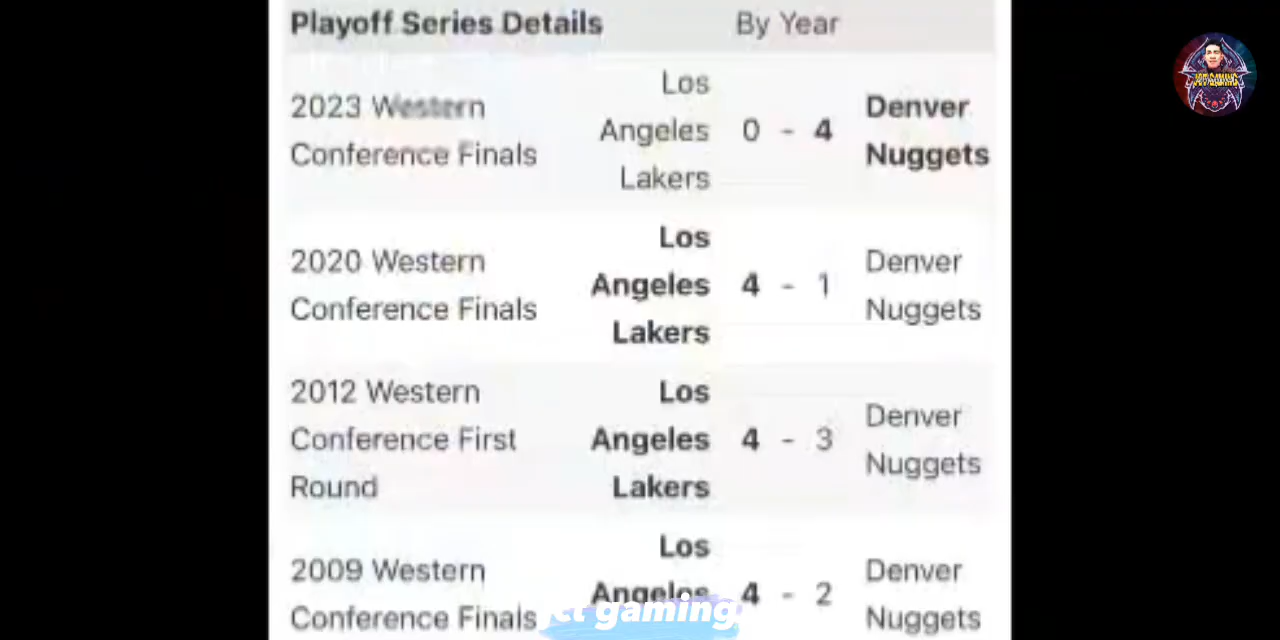 Playoff Series Details By Year
2023 Western Conference Finals Los Angeles Lakers 0 - 4 Denver Nuggets
2020 Western Conference Finals Los Angeles Lakers 4 - 1 Denver Nuggets
2012 Western Conference First Round Los Angeles Lakers 4 - 3 Denver Nuggets
2009 Western Conference Finals Los Angeles 4 - 2 Denver Nuggets
gaming